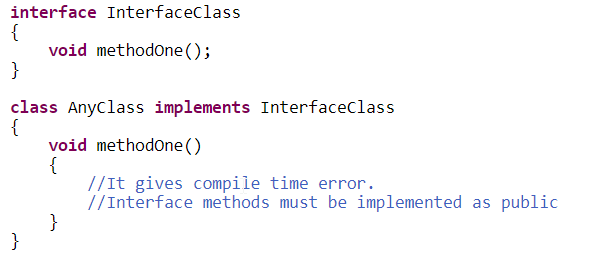 interface InterfaceClass
{
    void methodOne();
}
class AnyClass implements InterfaceClass
{
    void methodOne()
    {
        //It gives compile time error.
        //Interface methods must be implemented as public
    }
}